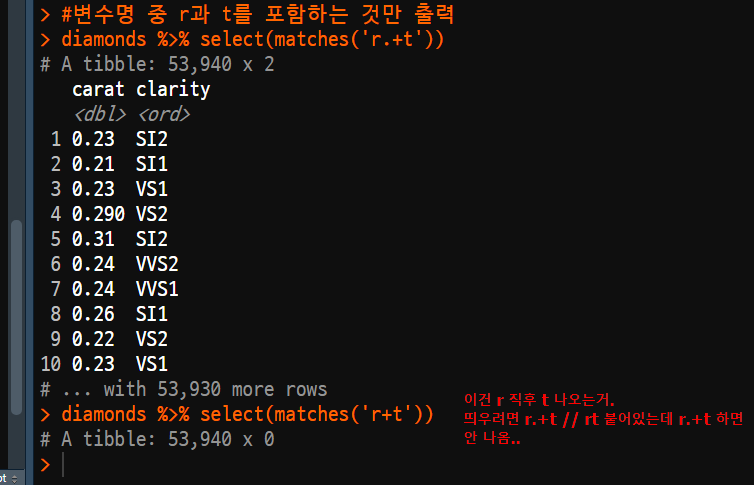 > #변수명 중 r과 t를 포함하는 것만 출력
> diamonds %>% select(matches('r.+t'))
# A tibble: 53,940 x 2
carat clarity
<dbl> <ord>
1 0.23 SI2
2 0.21 SI1
3 0.23 VS1
4 0.290 VS2
5 0.31 SI2
6 0.24 VVS2
7 0.24 VVS1
8 0.26 SI1
9 0.22 VS2
10 0.23 VS1
# ... with 53,930 more rows
> diamonds %>% select(matches('r+t'))
# A tibble: 53,940 x 0
>
이건 r 직후 t 나오는거.
띄우려면 r.+t // rt 붙어있는데 r.+t 하면
안 나옴..
pt